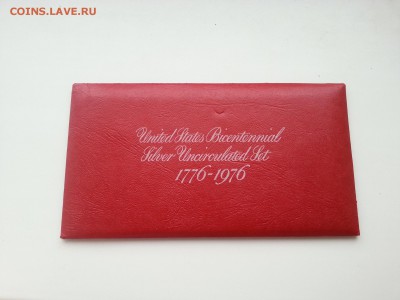 COINS.LAVE.RU
United States Bicentennial
Silver Uncirculated Set
1776-1976